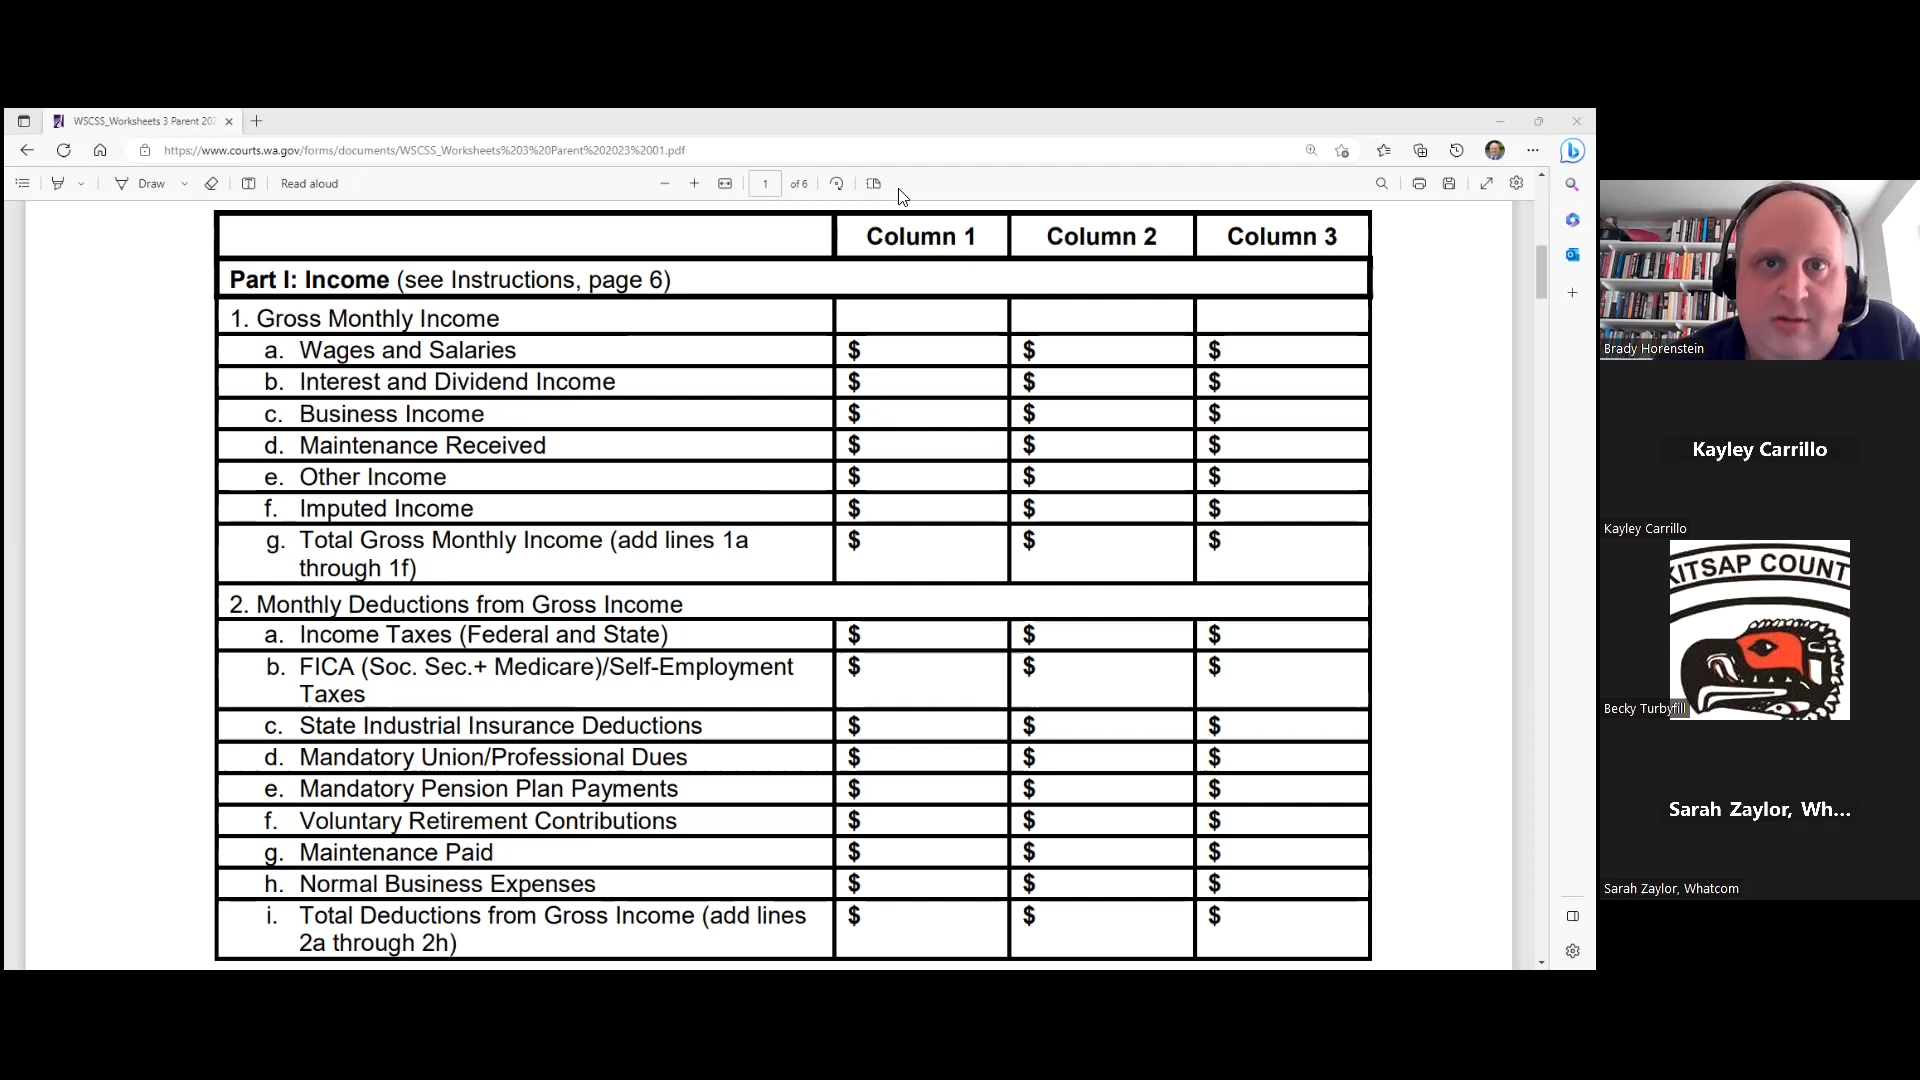 WSCSS_Worksheets 3 Parent 202
https://www.courts.wa.gov/forms/documents/WSCSS_Worksheets%203%20Parent%202023%2001.pdf
Draw
Read aloud
1
of 6
Column 1
Column 2
Column 3
Part I: Income (see Instructions, page 6)
1. Gross Monthly Income
a. Wages and Salaries $ $ $
b. Interest and Dividend Income $ $ $
c. Business Income $ $ $
d. Maintenance Received $ $ $
e. Other Income $ $ $
f. Imputed Income $ $ $
g. Total Gross Monthly Income (add lines 1a $ $ $
through 1f)
2. Monthly Deductions from Gross Income
a. Income Taxes (Federal and State) $ $ $
b. FICA (Soc. Sec.+ Medicare)/Self-Employment $ $ $
Taxes
c. State Industrial Insurance Deductions $ $ $
d. Mandatory Union/Professional Dues $ $ $
e. Mandatory Pension Plan Payments $ $ $
f. Voluntary Retirement Contributions $ $ $
g. Maintenance Paid $ $ $
h. Normal Business Expenses $ $ $
i. Total Deductions from Gross Income (add lines $ $ $
2a through 2h)
Brady Horenstein
Kayley Carrillo
Kayley Carrillo
KITSAP COUNT
Becky Turbyfill
Sarah Zaylor, Wh...
Sarah Zaylor, Whatcom